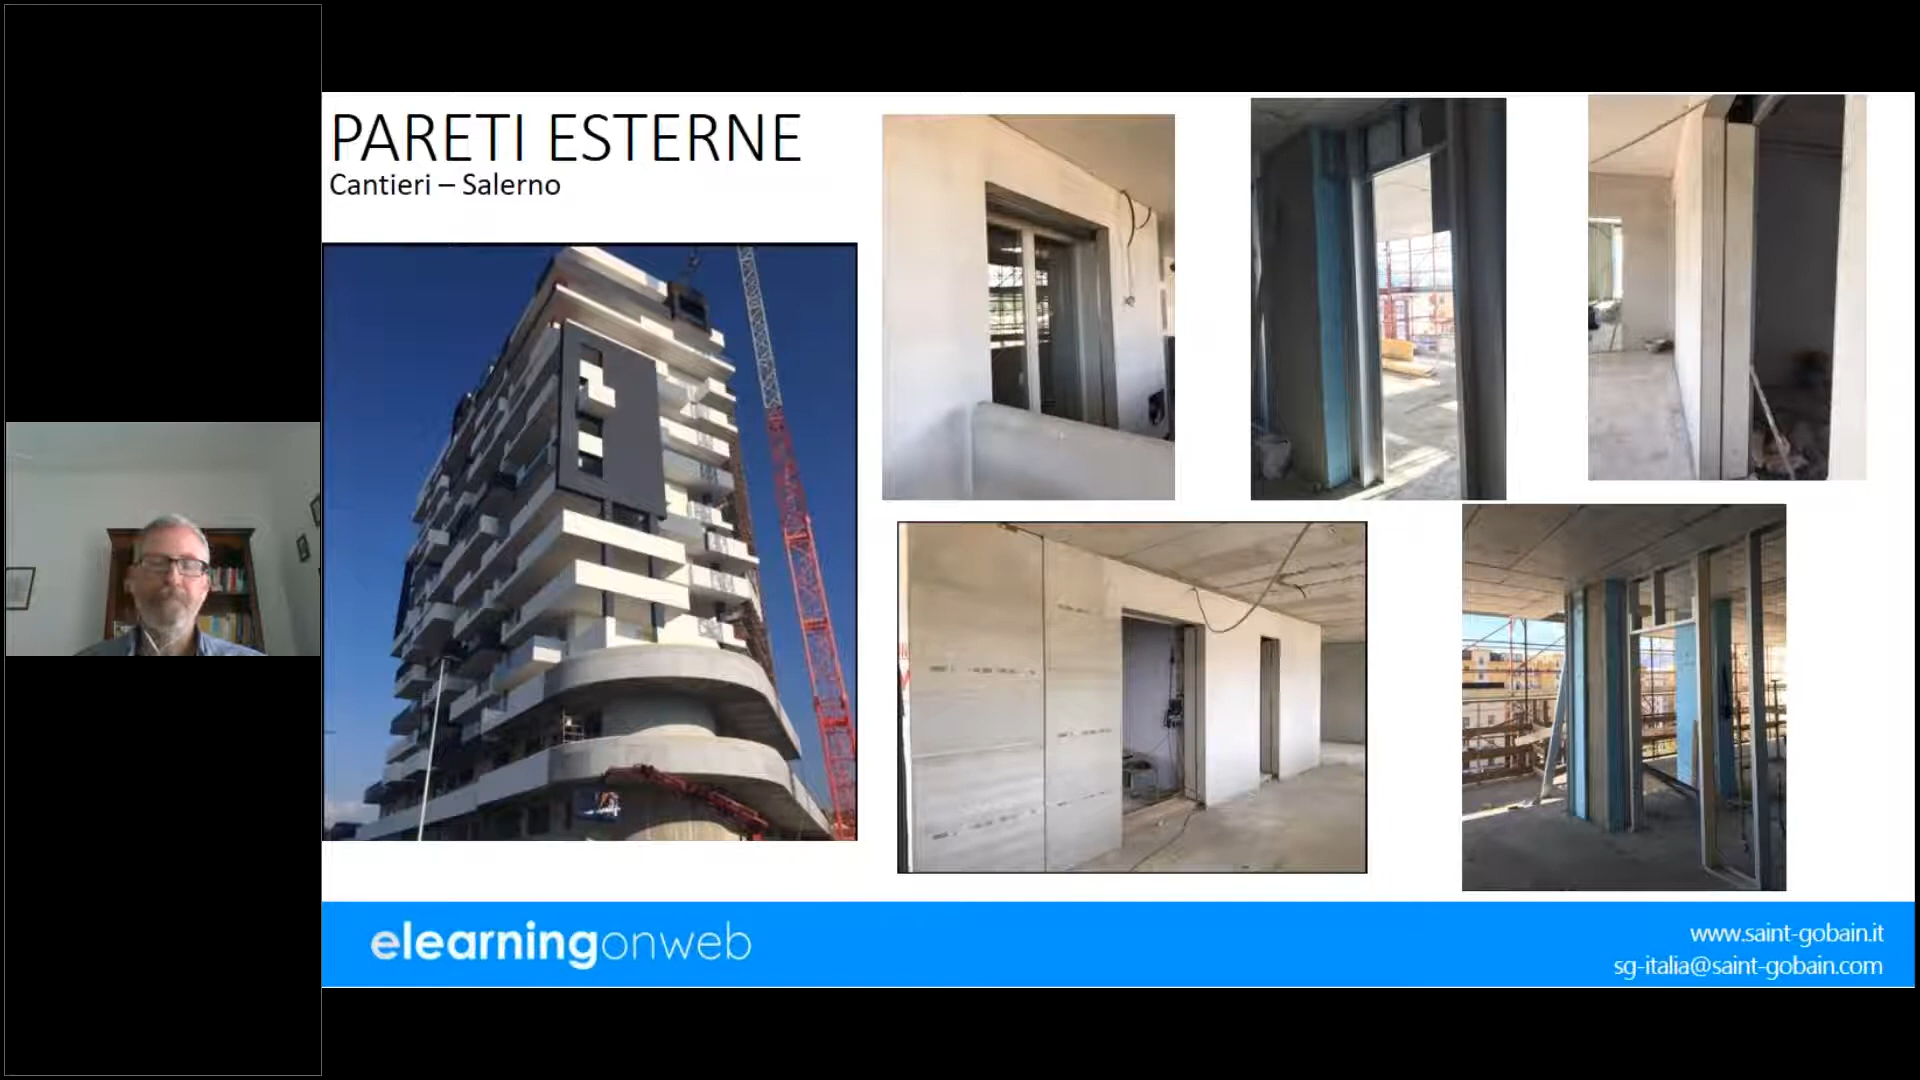 PARETI ESTERNE
Cantieri – Salerno
elearningonweb
www.saint-gobain.it
sg-italia@saint-gobain.com